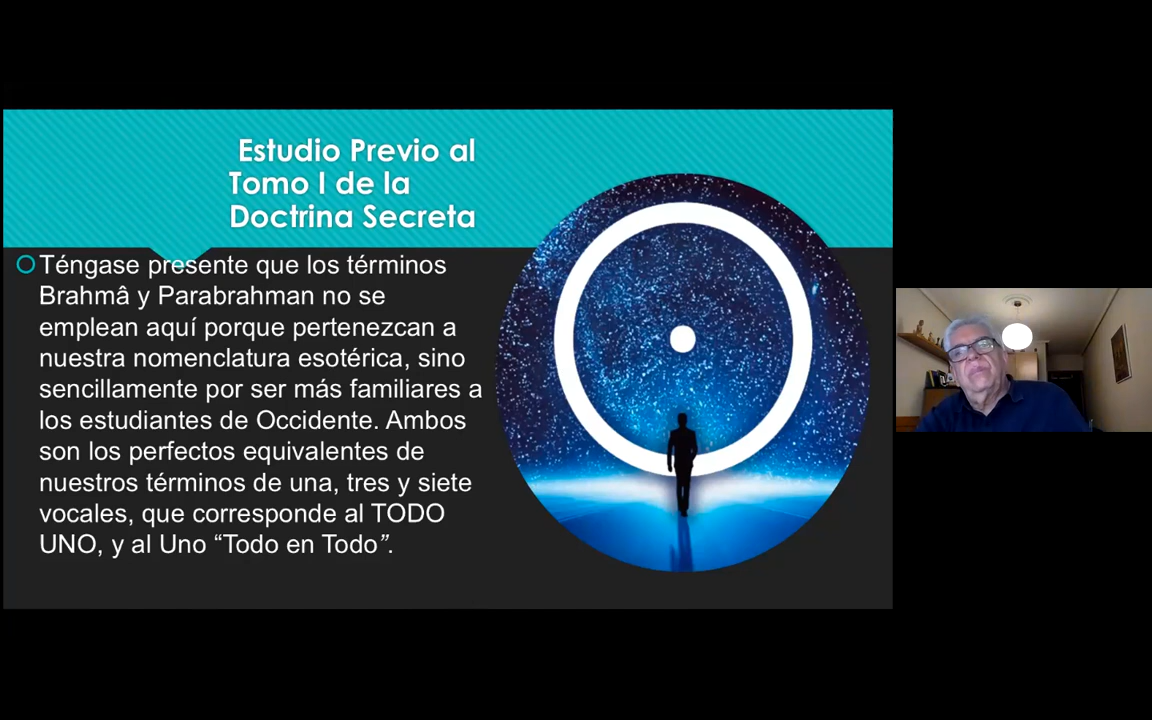 Estudio Previo al
Tomo I de la
Doctrina Secreta
Téngase presente que los términos
Brahmâ y Parabrahman no se
emplean aquí porque pertenezcan a
nuestra nomenclatura esotérica, sino
sencillamente por ser más familiares a
los estudiantes de Occidente. Ambos
son los perfectos equivalentes de
nuestros términos de una, tres y siete
vocales, que corresponde al TODO
UNO, y al Uno “Todo en Todo”.